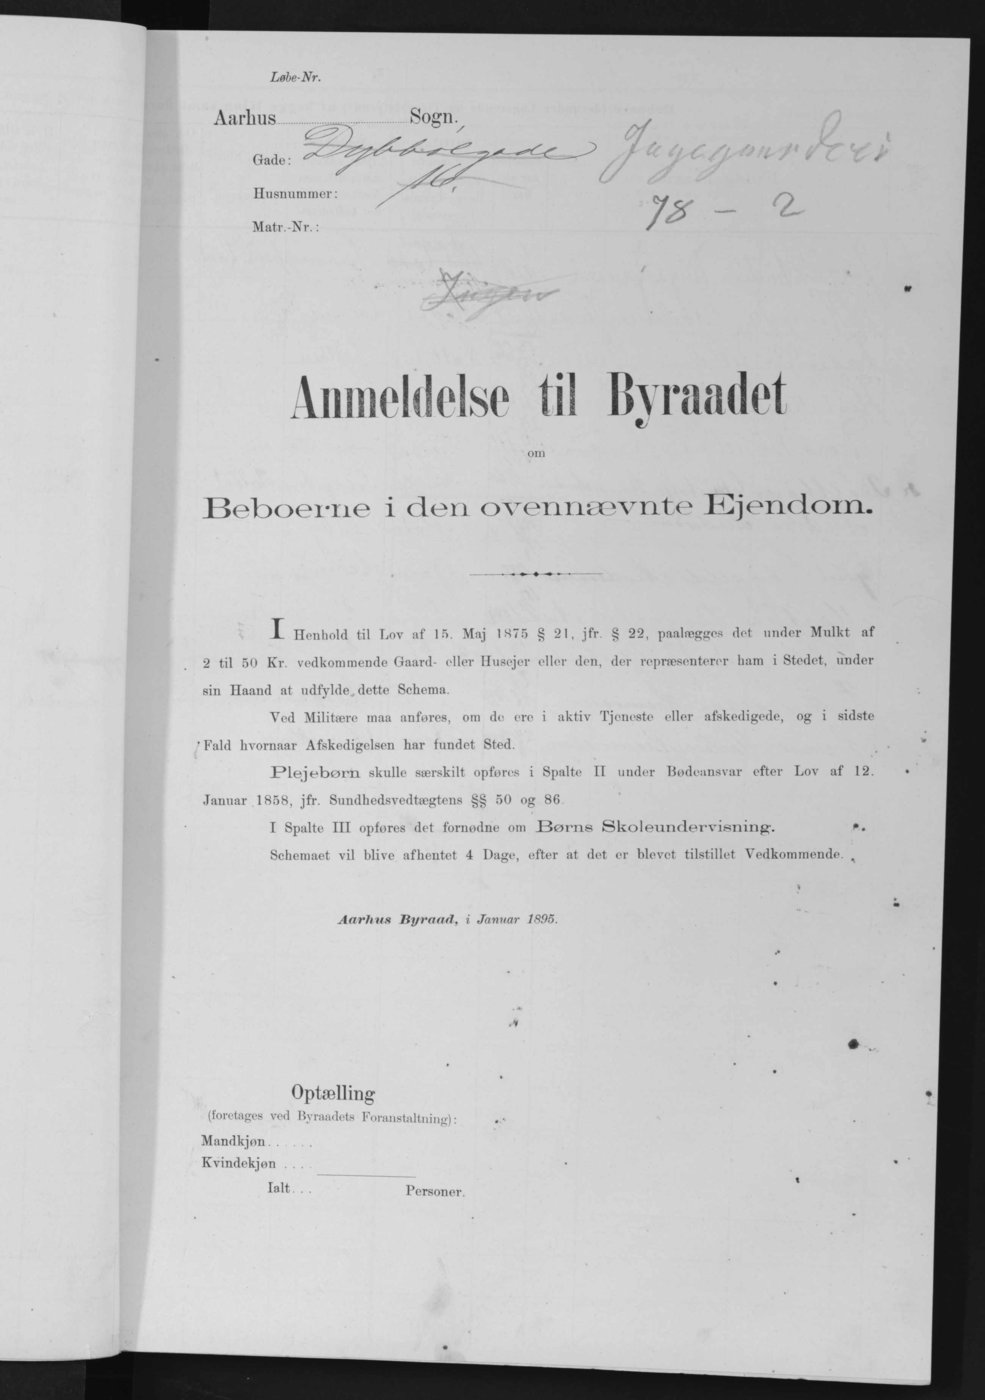 Løbe-Nr.
Aarhus Sogn.
Gade: Dybbølgade
Husnummer: 16.
Matr.-Nr.:
78 - 2
Ingen
Anmeldelse til Byraadet
om
Beboerne i den ovennævnte Ejendom.
I Henhold til Lov af 15. Maj 1875 § 21, jfr. § 22, paalægges det under Mulkt af
2 til 50 Kr. vedkommende Gaard- eller Husejer eller den, der repræsenterer ham i Stedet, under
sin Haand at udfylde dette Schema.
Ved Militære maa anføres, om de ere i aktiv Tjeneste eller afskedigede, og i sidste
Fald hvornaar Afskedigelsen har fundet Sted.
Plejebørn skulle særskilt opføres i Spalte II under Bødeansvar efter Lov af 12.
Januar 1858, jfr. Sundhedsvedtægtens §§ 50 og 86.
I Spalte III opføres det fornødne om Børns Skoleundervisning.
Schemaet vil blive afhentet 4 Dage, efter at det er blevet tilstillet Vedkommende.
Aarhus Byraad, i Januar 1895.
Optælling
(foretages ved Byraadets Foranstaltning):
Mandkjøn......
Kvindekjøn ....
Ialt... Personer.